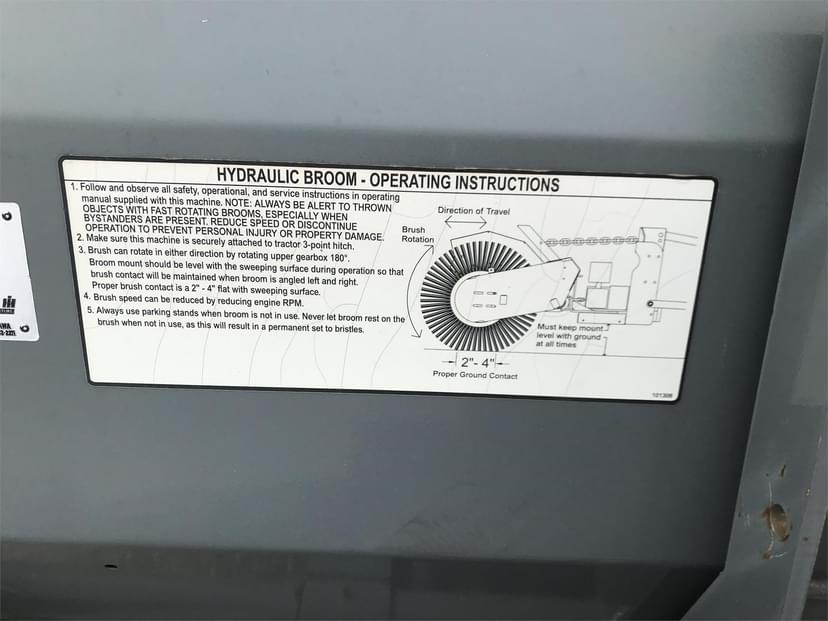 HYDRAULIC BROOM - OPERATING INSTRUCTIONS
1. Follow and observe all safety, operational, and service instructions in operating
manual supplied with this machine. NOTE: ALWAYS BE ALERT TO THROWN
OBJECTS WITH FAST ROTATING BROOMS, ESPECIALLY WHEN
BYSTANDERS ARE PRESENT. REDUCE SPEED OR DISCONTINUE
OPERATION TO PREVENT PERSONAL INJURY OR PROPERTY DAMAGE.
2. Make sure this machine is securely attached to tractor 3-point hitch.
3. Brush can rotate in either direction by rotating upper gearbox 180°.
Broom mount should be level with the sweeping surface during operation so that
brush contact will be maintained when broom is angled left and right.
Proper brush contact is a 2" - 4" flat with sweeping surface.
4. Brush speed can be reduced by reducing engine RPM.
5. Always use parking stands when broom is not in use. Never let broom rest on the
brush when not in use, as this will result in a permanent set to bristles.
Direction of Travel
Brush
Rotation
Must keep mount
level with ground
at all times
2"- 4"
Proper Ground Contact